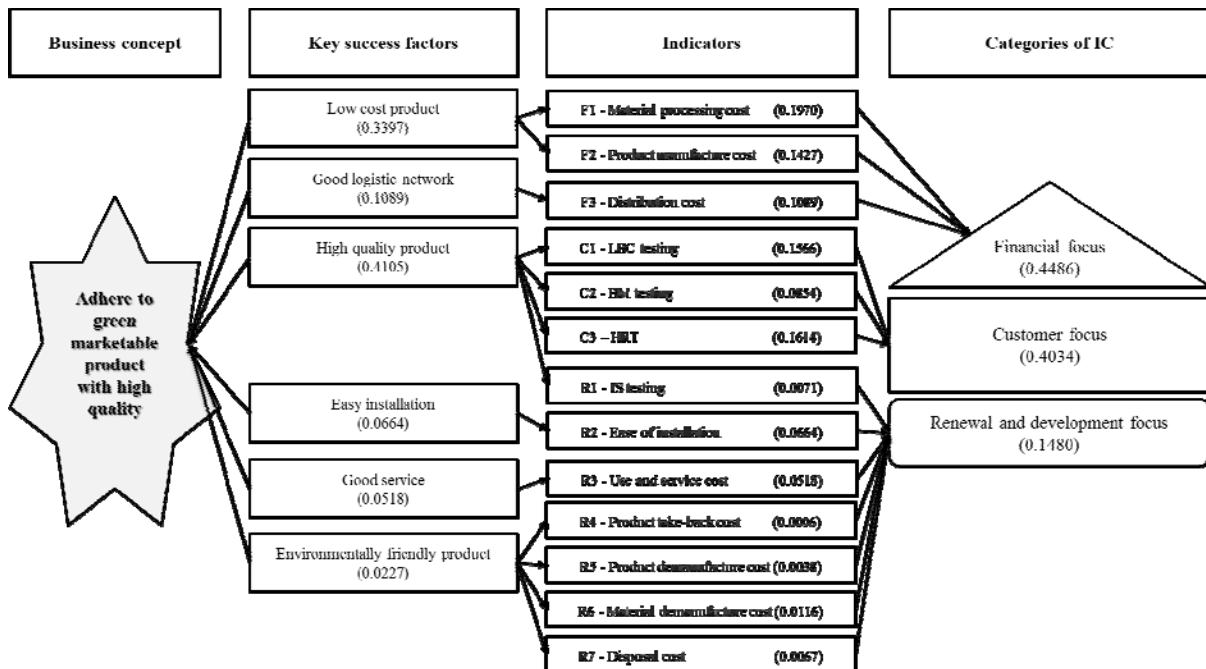 Business concept
Key success factors
Indicators
Categories of IC
Adhere to
green
marketable
product
with high
quality
Low cost product
(0.3397)
Good logistic network
(0.1089)
High quality product
(0.4105)
Easy installation
(0.0664)
Good service
(0.0518)
Environmentally friendly product
(0.0227)
F1 - Material processing cost (0.1970)
F2 - Product manufacture cost (0.1427)
F3 - Distribution cost (0.1089)
C1 - LBC testing (0.1566)
C2 - BM testing (0.0854)
C3 – HRT (0.1614)
R1 - IS testing (0.0071)
R2 - Ease of installation (0.0664)
R3 - Use and service cost (0.0518)
R4 - Product take-back cost (0.0006)
R5 - Product demanufacture cost (0.0038)
R6 - Material demanufacture cost (0.0116)
R7 - Disposal cost (0.0067)
Financial focus
(0.4486)
Customer focus
(0.4034)
Renewal and development focus
(0.1480)